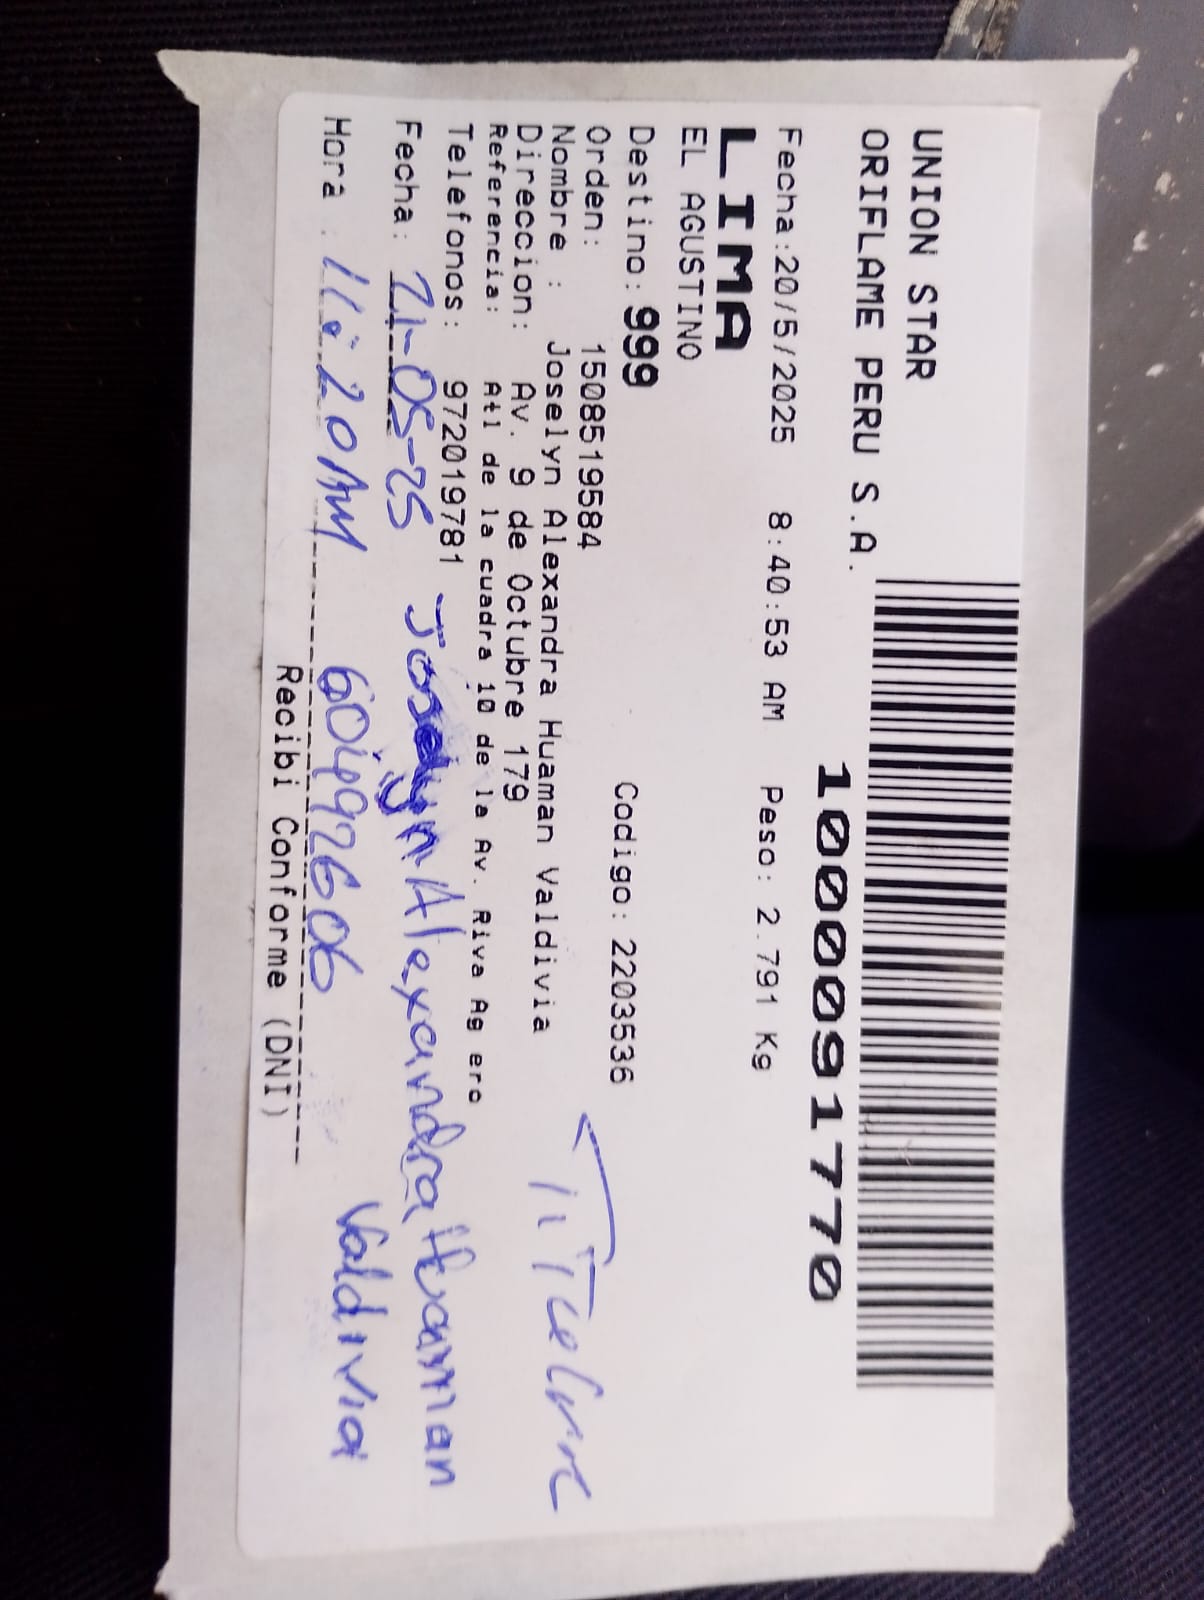 UNION STAR
ORIFLAME PERU S.A.
10000917770
Fecha:20/5/2025 8:40:53 AM Peso: 2.791 Kg
LIMA
EL AGUSTINO
Destino: 999 Codigo: 2203536
Orden: 1508519584
Nombre : Joselyn Alexandra Huaman Valdivia
Direccion: Av. 9 de Octubre 179
Referencia: Atl de la cuadra 10 de la Av. Riva Ag ero
Telefonos: 972019781
Fecha: 21-05-25 Joselyn Alexandra Huaman
Valdivia
Hora : 11:20AM
Recibi Conforme (DNI)